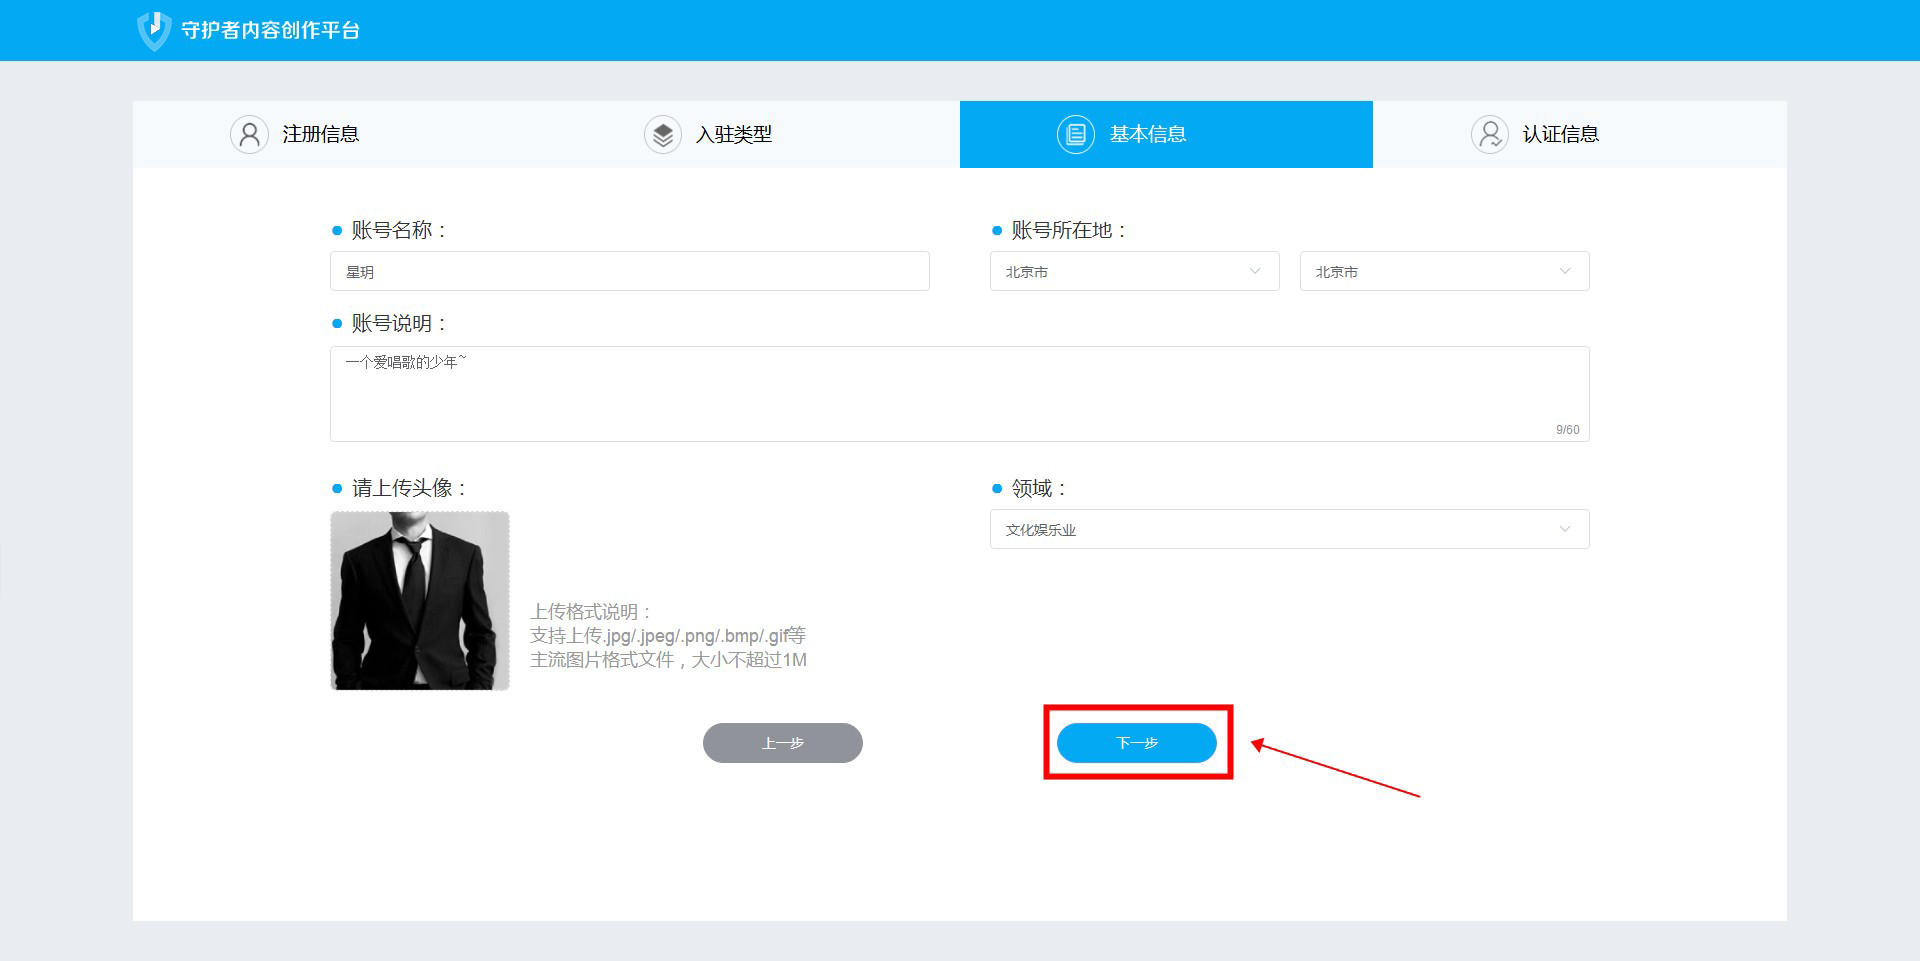 守护者内容创作平台
注册信息
入驻类型
基本信息
认证信息
账号名称：
账号所在地：
星玥
北京市
北京市
账号说明：
一个爱唱歌的少年~
9/60
请上传头像：
领域：
文化娱乐业
上传格式说明：
支持上传.jpg/.jpeg/.png/.bmp/.gif等
主流图片格式文件，大小不超过1M
上一步
下一步